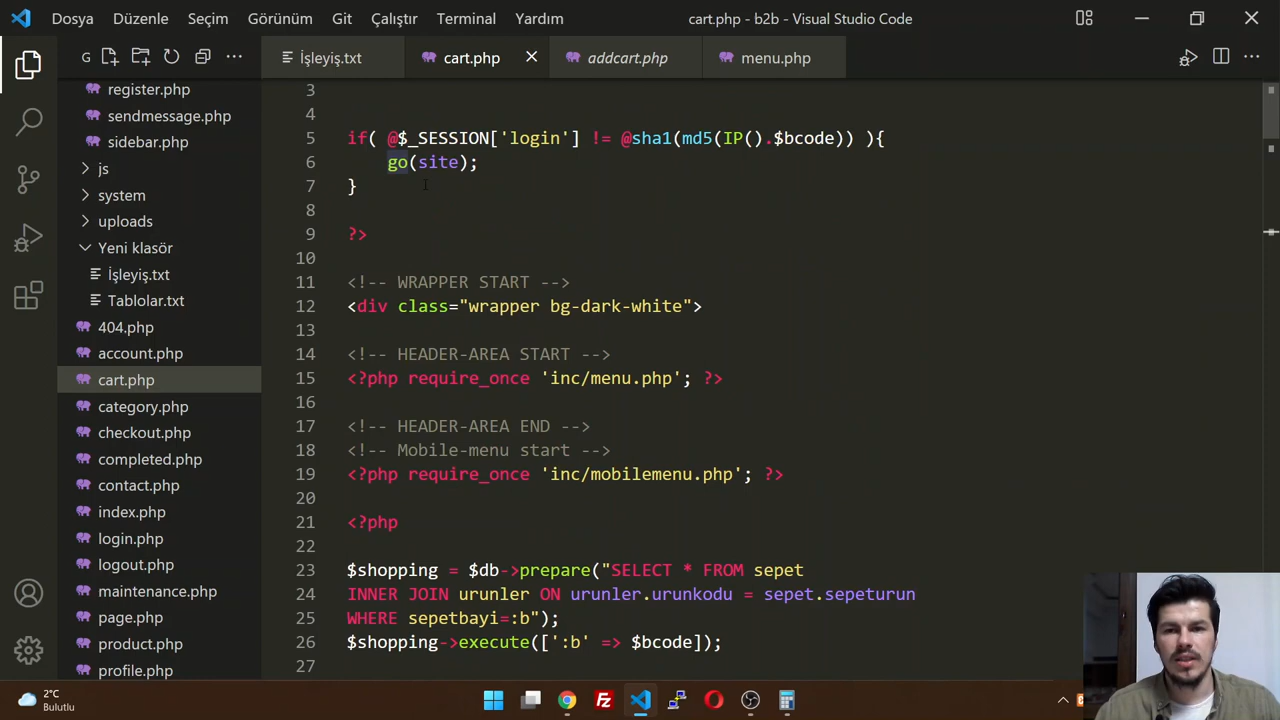 Dosya Düzenle Seçim Görünüm Git Çalıştır Terminal Yardım cart.php - b2b - Visual Studio Code
G İşleyiş.txt cart.php addcart.php menu.php
register.php
sendmessage.php
sidebar.php
js
system
uploads
Yeni klasör
İşleyiş.txt
Tablolar.txt
404.php
account.php
cart.php
category.php
checkout.php
completed.php
contact.php
index.php
login.php
logout.php
maintenance.php
page.php
product.php
profile.php
3
4
5 if( @$_SESSION['login'] != @sha1(md5(IP().$bcode)) ){
6 go(site);
7 }
8
9 ?>
10
11 <!-- WRAPPER START -->
12 <div class="wrapper bg-dark-white">
13
14 <!-- HEADER-AREA START -->
15 <?php require_once 'inc/menu.php'; ?>
16
17 <!-- HEADER-AREA END -->
18 <!-- Mobile-menu start -->
19 <?php require_once 'inc/mobilemenu.php'; ?>
20
21 <?php
22
23 $shopping = $db->prepare("SELECT * FROM sepet
24 INNER JOIN urunler ON urunler.urunkodu = sepet.sepeturun
25 WHERE sepetbayi=:b");
26 $shopping->execute([':b' => $bcode]);
27
2°C
Bulutlu